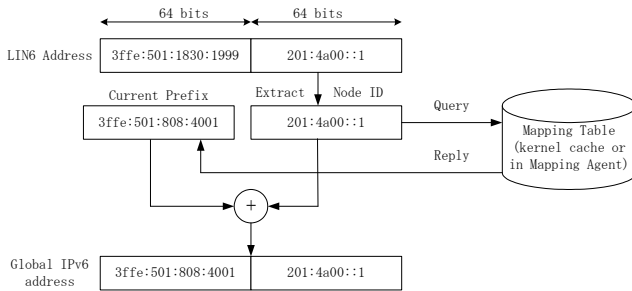 64 bits 64 bits
LIN6 Address 3ffe:501:1830:1999 201:4a00::1
Extract Node ID
Current Prefix
3ffe:501:808:4001 201:4a00::1
Query
Reply
Mapping Table
(kernel cache or
in Mapping Agent)
+
Global IPv6
address
3ffe:501:808:4001 201:4a00::1